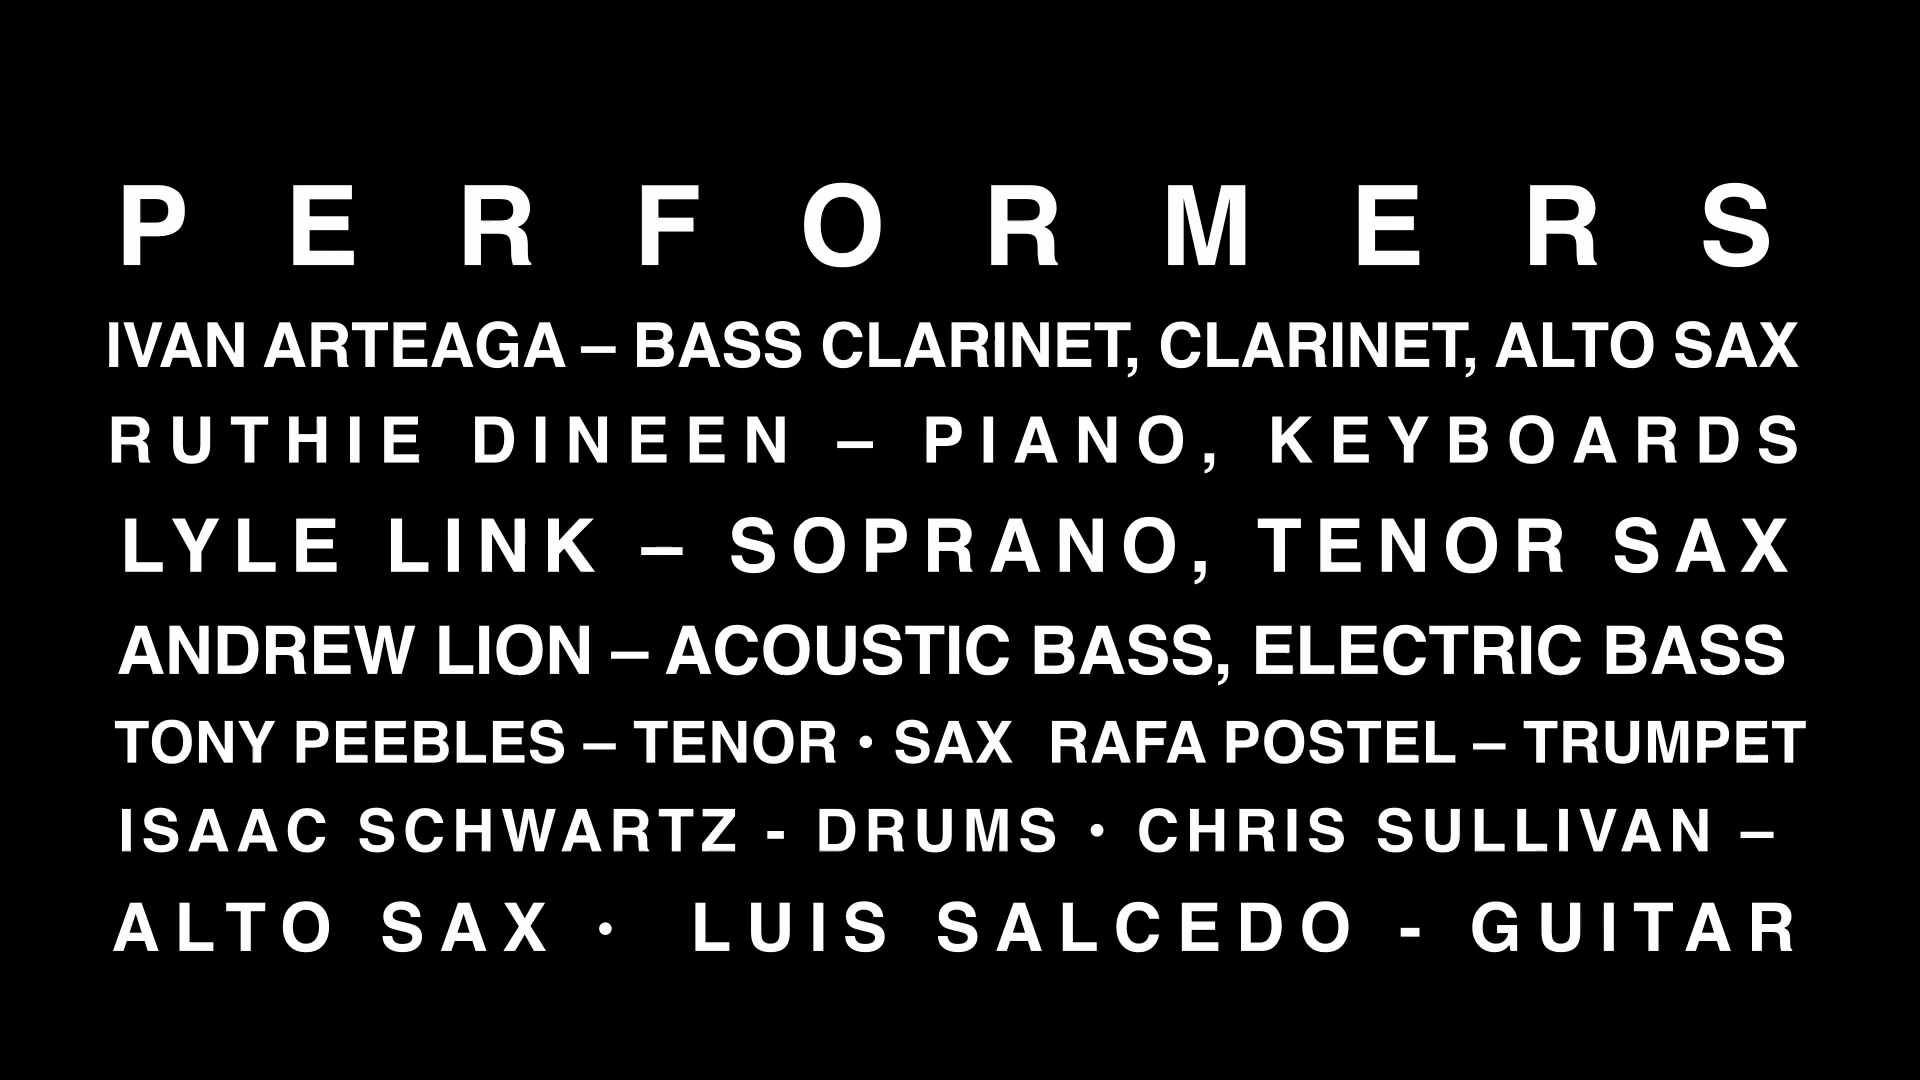 PERFORMERS
IVAN ARTEAGA – BASS CLARINET, CLARINET, ALTO SAX
RUTHIE DINEEN – PIANO, KEYBOARDS
LYLE LINK – SOPRANO, TENOR SAX
ANDREW LION – ACOUSTIC BASS, ELECTRIC BASS
TONY PEEBLES – TENOR • SAX RAFA POSTEL – TRUMPET
ISAAC SCHWARTZ - DRUMS • CHRIS SULLIVAN –
ALTO SAX • LUIS SALCEDO - GUITAR